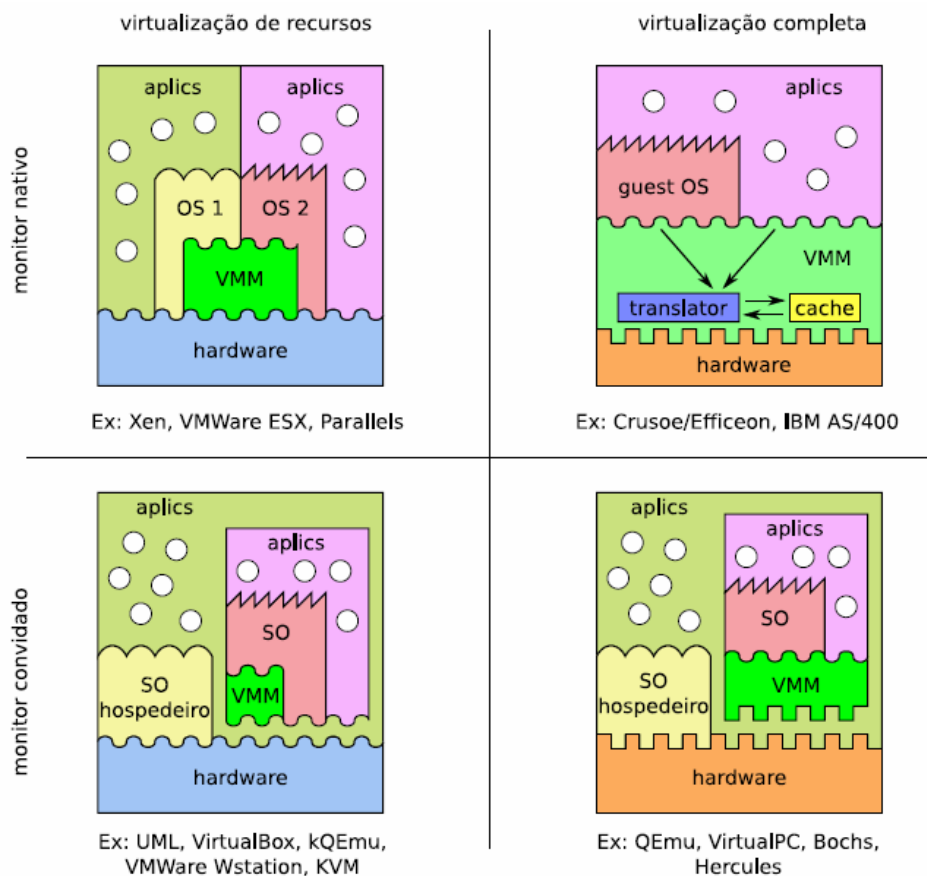 virtualização de recursos
virtualização completa
monitor nativo
aplics
aplics
OS 1
OS 2
VMM
hardware
Ex: Xen, VMWare ESX, Parallels
aplics
guest OS
VMM
translator
cache
hardware
Ex: Crusoe/Efficeon, IBM AS/400
monitor convidado
aplics
aplics
SO
VMM
SO
hospedeiro
hardware
Ex: UML, VirtualBox, kQEmu,
VMWare Wstation, KVM
aplics
aplics
SO
VMM
SO
hospedeiro
hardware
Ex: QEmu, VirtualPC, Bochs,
Hercules